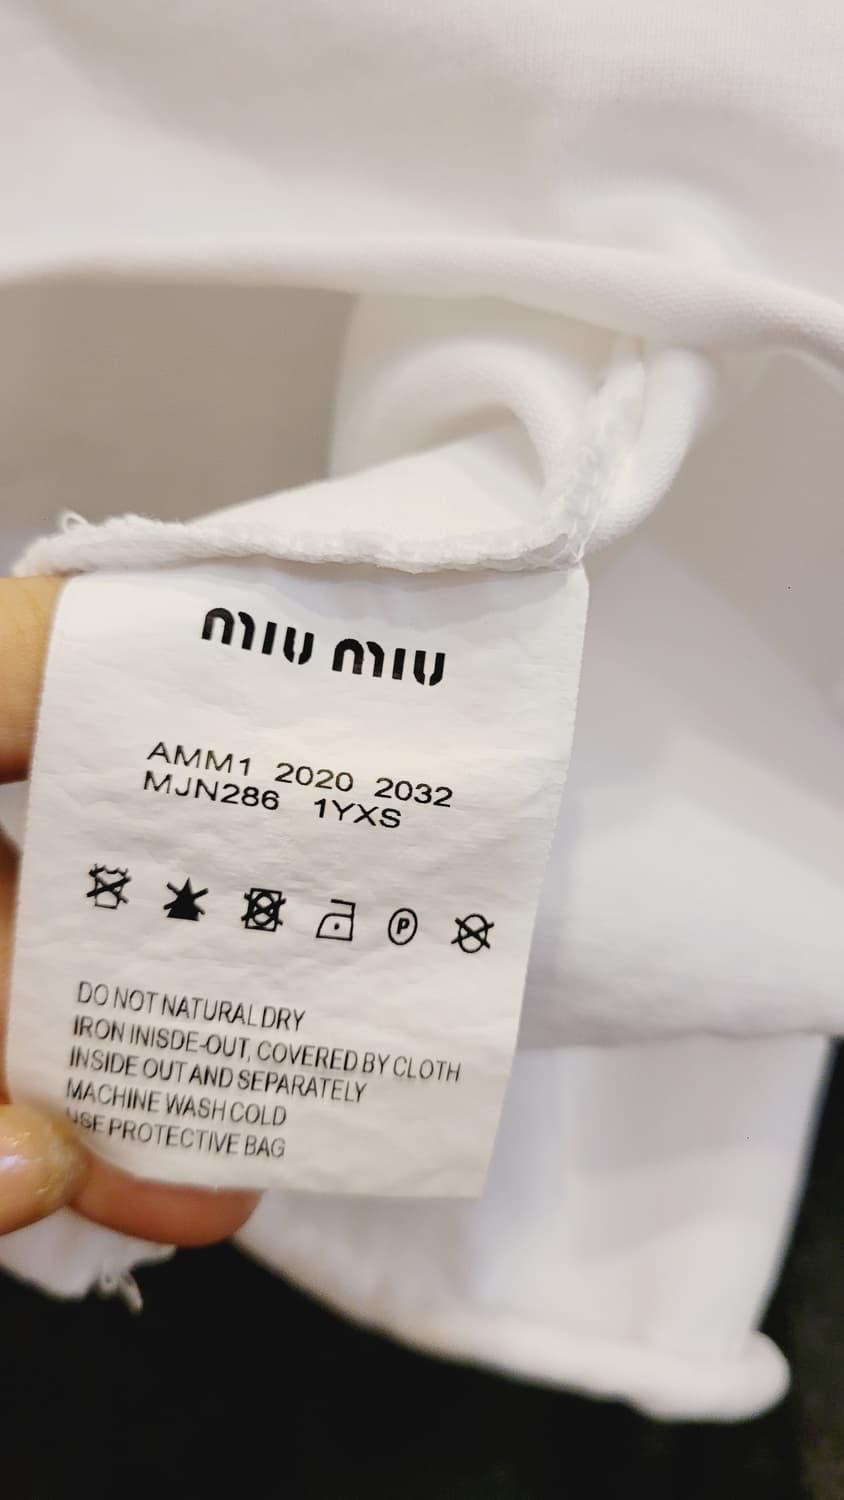 miu miu
AMM1 2020 2032
MJN286 1YXS
P
DO NOT NATURAL DRY
IRON INISDE-OUT, COVERED BY CLOTH
INSIDE OUT AND SEPARATELY
MACHINE WASH COLD
USE PROTECTIVE BAG